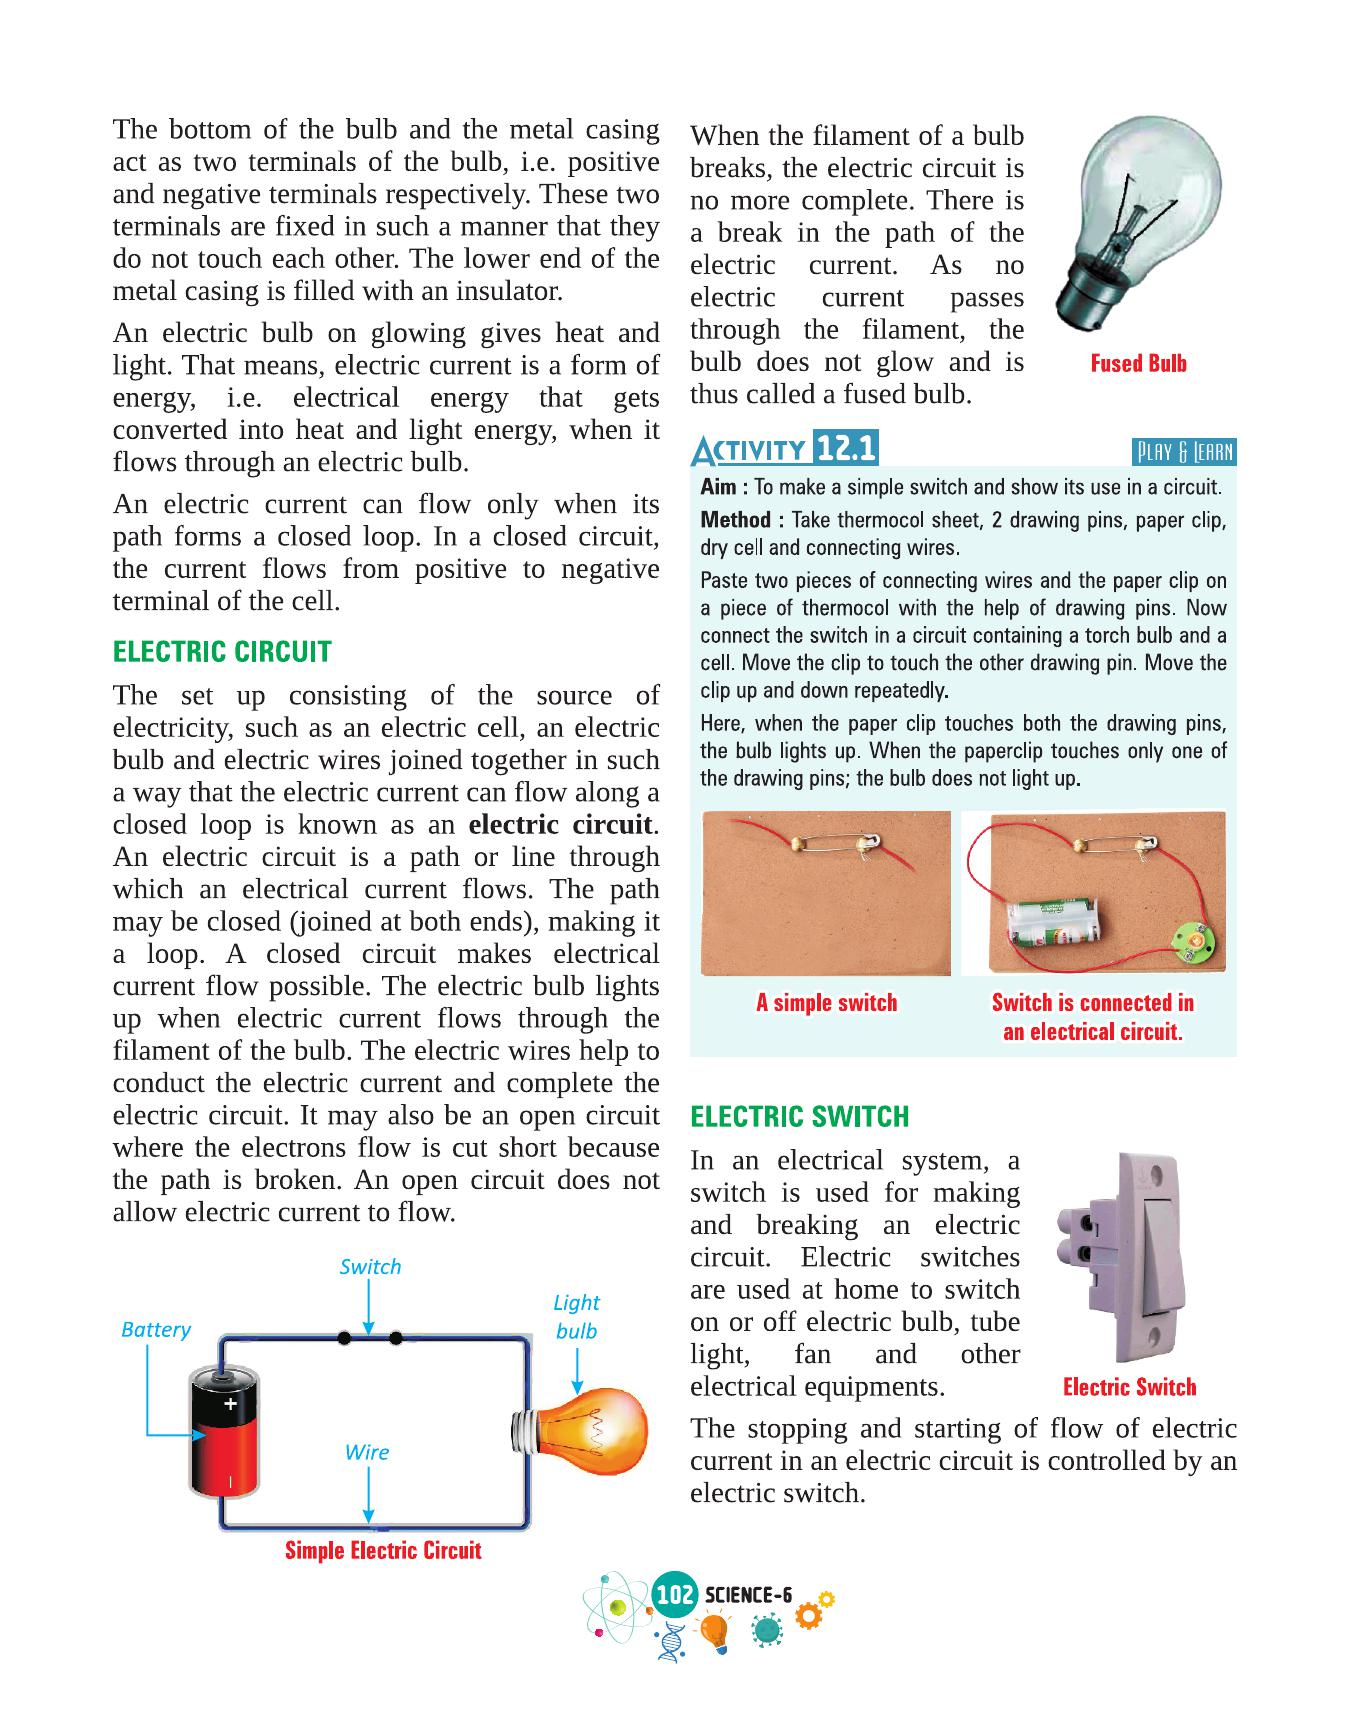 The bottom of the bulb and the metal casing
act as two terminals of the bulb, i.e. positive
and negative terminals respectively. These two
terminals are fixed in such a manner that they
do not touch each other. The lower end of the
metal casing is filled with an insulator.
An electric bulb on glowing gives heat and
light. That means, electric current is a form of
energy, i.e. electrical energy that gets
converted into heat and light energy, when it
flows through an electric bulb.
An electric current can flow only when its
path forms a closed loop. In a closed circuit,
the current flows from positive to negative
terminal of the cell.
ELECTRIC CIRCUIT
The set up consisting of the source of
electricity, such as an electric cell, an electric
bulb and electric wires joined together in such
a way that the electric current can flow along a
closed loop is known as an electric circuit.
An electric circuit is a path or line through
which an electrical current flows. The path
may be closed (joined at both ends), making it
a loop. A closed circuit makes electrical
current flow possible. The electric bulb lights
up when electric current flows through the
filament of the bulb. The electric wires help to
conduct the electric current and complete the
electric circuit. It may also be an open circuit
where the electrons flow is cut short because
the path is broken. An open circuit does not
allow electric current to flow.
Switch
Light
bulb
Battery
+
Wire
Simple Electric Circuit
When the filament of a bulb
breaks, the electric circuit is
no more complete. There is
a break in the path of the
electric current. As no
electric current passes
through the filament, the
bulb does not glow and is
thus called a fused bulb.
Fused Bulb
ACTIVITY 12.1
PLAY & LEARN
Aim : To make a simple switch and show its use in a circuit.
Method : Take thermocol sheet, 2 drawing pins, paper clip,
dry cell and connecting wires.
Paste two pieces of connecting wires and the paper clip on
a piece of thermocol with the help of drawing pins. Now
connect the switch in a circuit containing a torch bulb and a
cell. Move the clip to touch the other drawing pin. Move the
clip up and down repeatedly.
Here, when the paper clip touches both the drawing pins,
the bulb lights up. When the paperclip touches only one of
the drawing pins; the bulb does not light up.
A simple switch
Switch is connected in
an electrical circuit.
ELECTRIC SWITCH
In an electrical system, a
switch is used for making
and breaking an electric
circuit. Electric switches
are used at home to switch
on or off electric bulb, tube
light, fan and other
electrical equipments.
Electric Switch
The stopping and starting of flow of electric
current in an electric circuit is controlled by an
electric switch.
102 SCIENCE-6